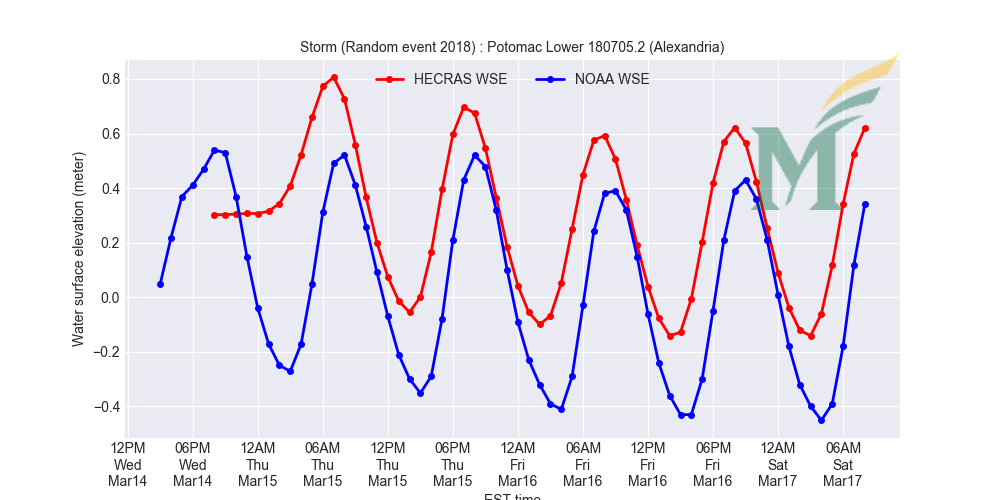 Storm (Random event 2018) : Potomac Lower 180705.2 (Alexandria)
HECRAS WSE NOAA WSE
M
Water surface elevation (meter)
0.8
0.6
0.4
0.2
0.0
−0.2
−0.4
12PM 06PM 12AM 06AM 12PM 06PM 12AM 06AM 12PM 06PM 12AM 06AM
Wed Wed Thu Thu Thu Thu Fri Fri Fri Fri Sat Sat
Mar14 Mar14 Mar15 Mar15 Mar15 Mar15 Mar16 Mar16 Mar16 Mar16 Mar17 Mar17
EST time